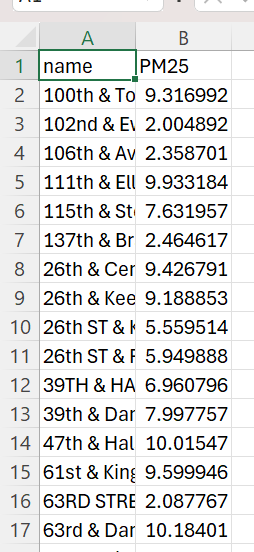 A B
1 name PM25
2 100th & To 9.316992
3 102nd & Ev 2.004892
4 106th & Av 2.358701
5 111th & Ell 9.933184
6 115th & Ste 7.631957
7 137th & Br 2.464617
8 26th & Cer 9.426791
9 26th & Kee 9.188853
10 26th ST & K 5.559514
11 26th ST & F 5.949888
12 39TH & HA 6.960796
13 39th & Dar 7.997757
14 47th & Hal 10.01547
15 61st & King 9.599946
16 63RD STRE 2.087767
17 63rd & Dar 10.18401